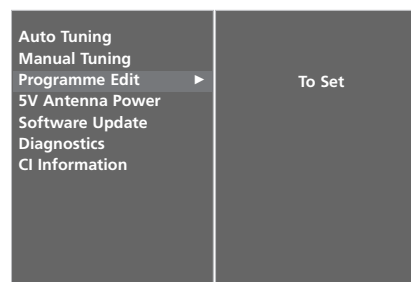 Auto Tuning
Manual Tuning
Programme Edit ►
To Set
5V Antenna Power
Software Update
Diagnostics
CI Information